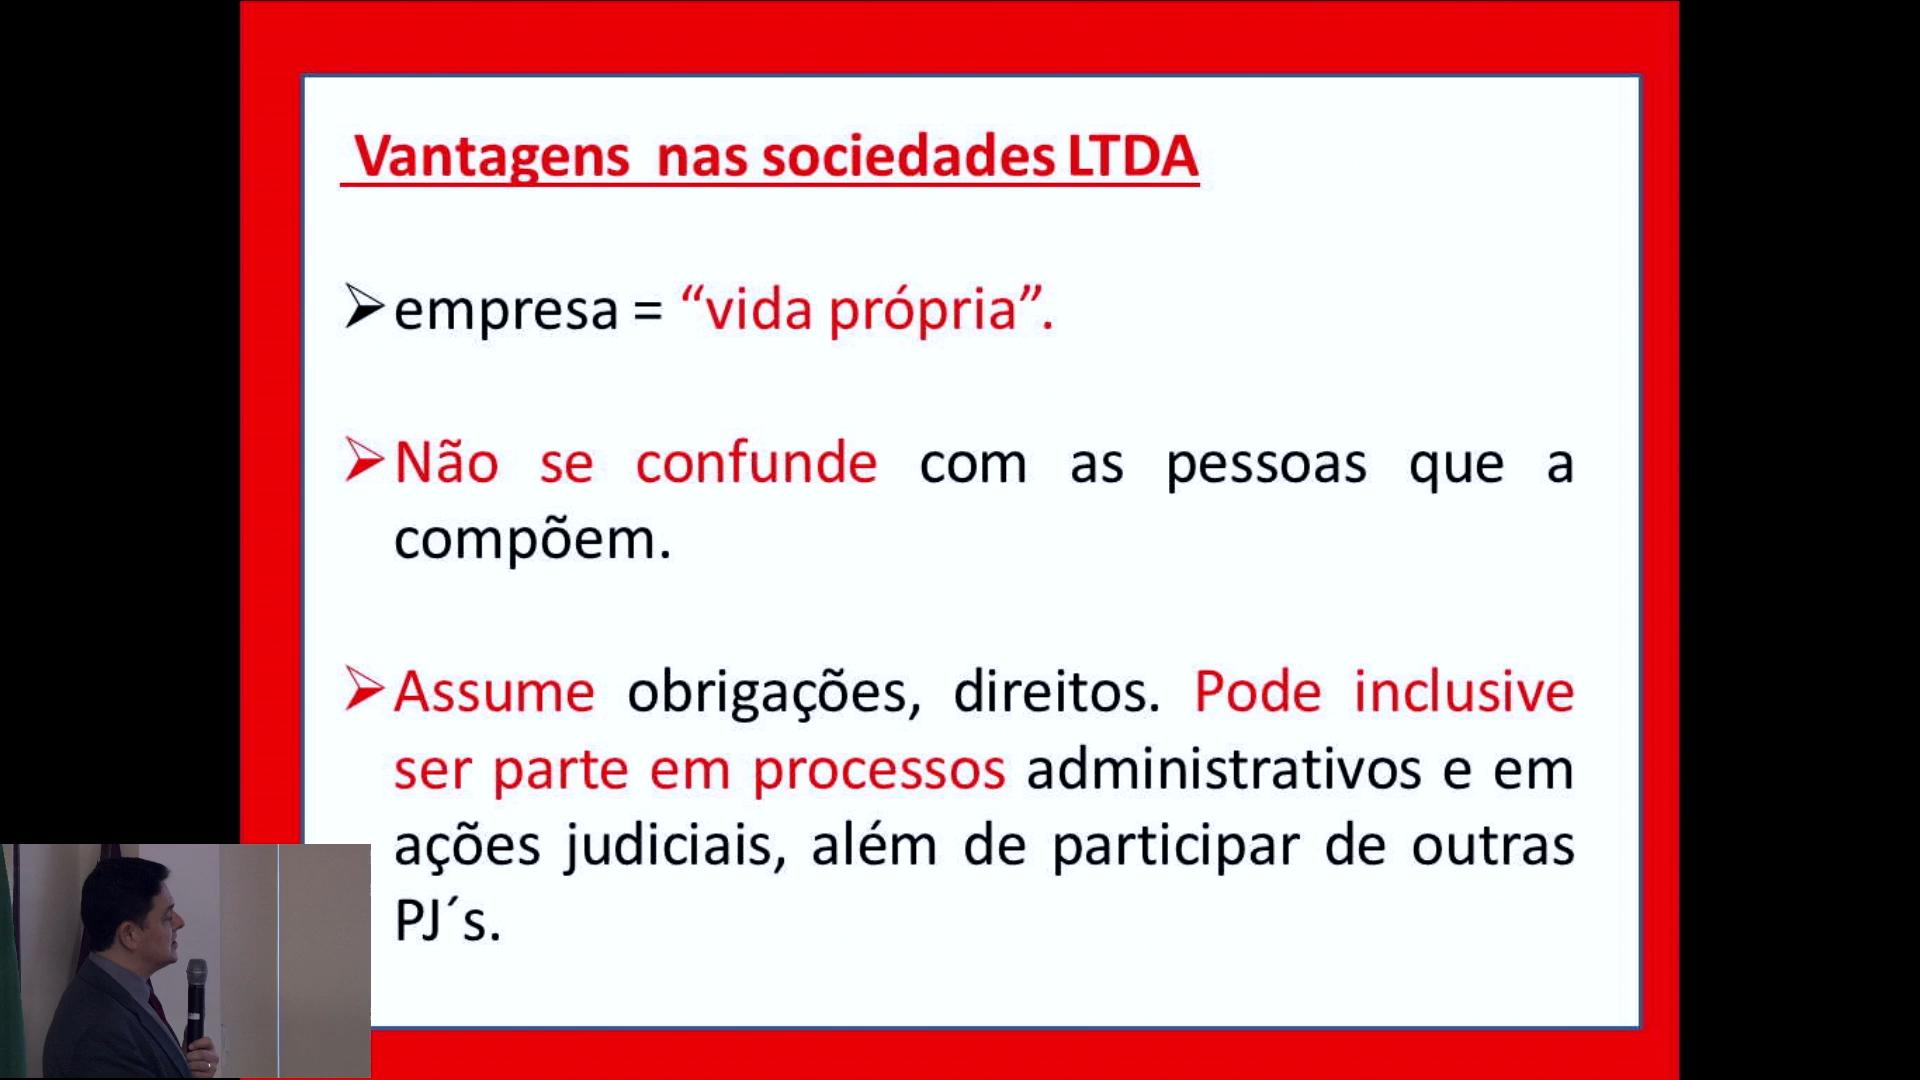 Vantagens nas sociedades LTDA
➢empresa = “vida própria”.
➢Não se confunde com as pessoas que a
compõem.
➢Assume obrigações, direitos. Pode inclusive
ser parte em processos administrativos e em
ações judiciais, além de participar de outras
PJ´s.